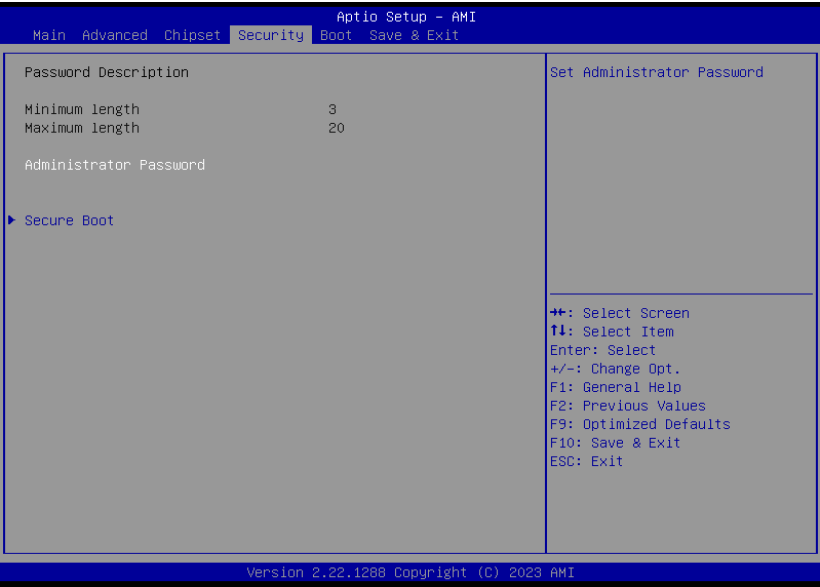 Aptio Setup – AMI
Main Advanced Chipset Security Boot Save & Exit
Password Description
Minimum length 3
Maximum length 20
Administrator Password
Secure Boot
Set Administrator Password
→←: Select Screen
↑↓: Select Item
Enter: Select
+/-: Change Opt.
F1: General Help
F2: Previous Values
F9: Optimized Defaults
F10: Save & Exit
ESC: Exit
Version 2.22.1288 Copyright (C) 2023 AMI